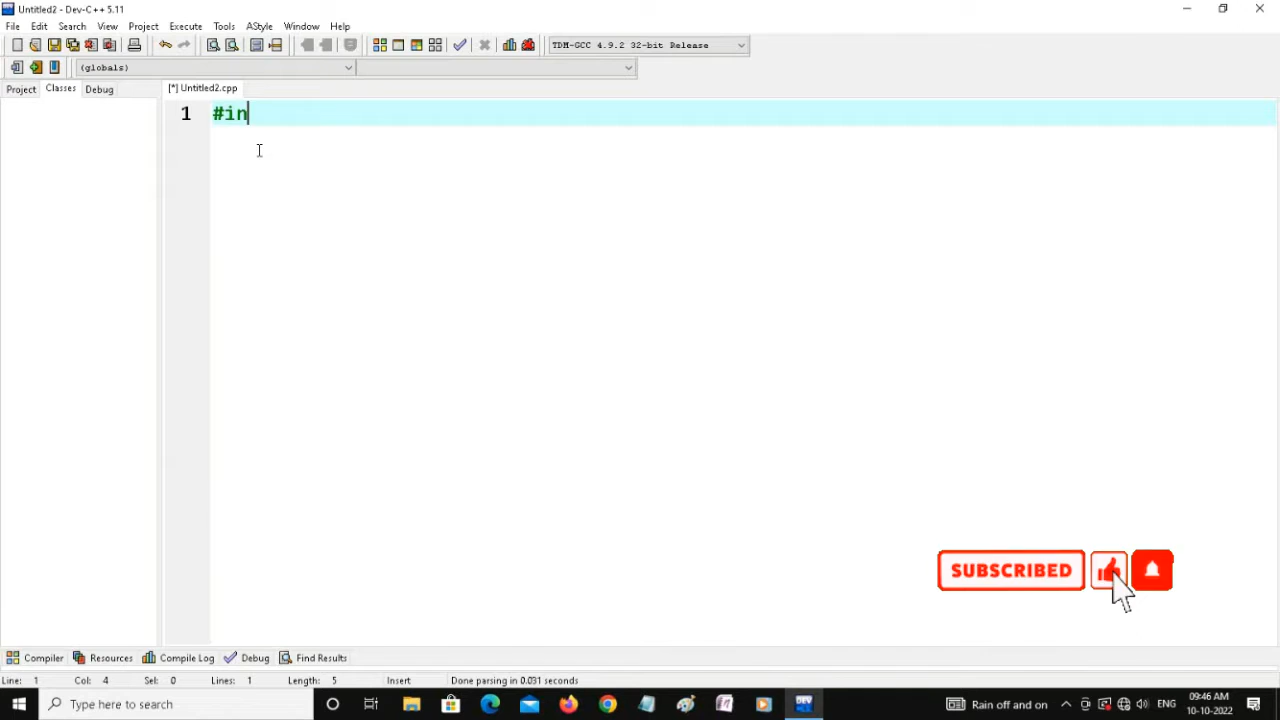 Untitled2 - Dev-C++ 5.11
File Edit Search View Project Execute Tools AStyle Window Help
TDM-GCC 4.9.2 32-bit Release
(globals)
Project Classes Debug [*] Untitled2.cpp
1 #in
SUBSCRIBED
Compiler Resources Compile Log Debug Find Results
Line: 1 Col: 4 Sel: 0 Lines: 1 Length: 5 Insert Done parsing in 0.031 seconds
Type here to search DEV Rain off and on ENG 09:46 AM
10-10-2022